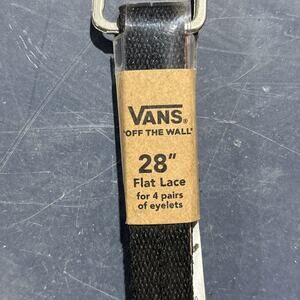 VANS®
"OFF THE WALL"
28"
Flat Lace
for 4 pairs
of eyelets